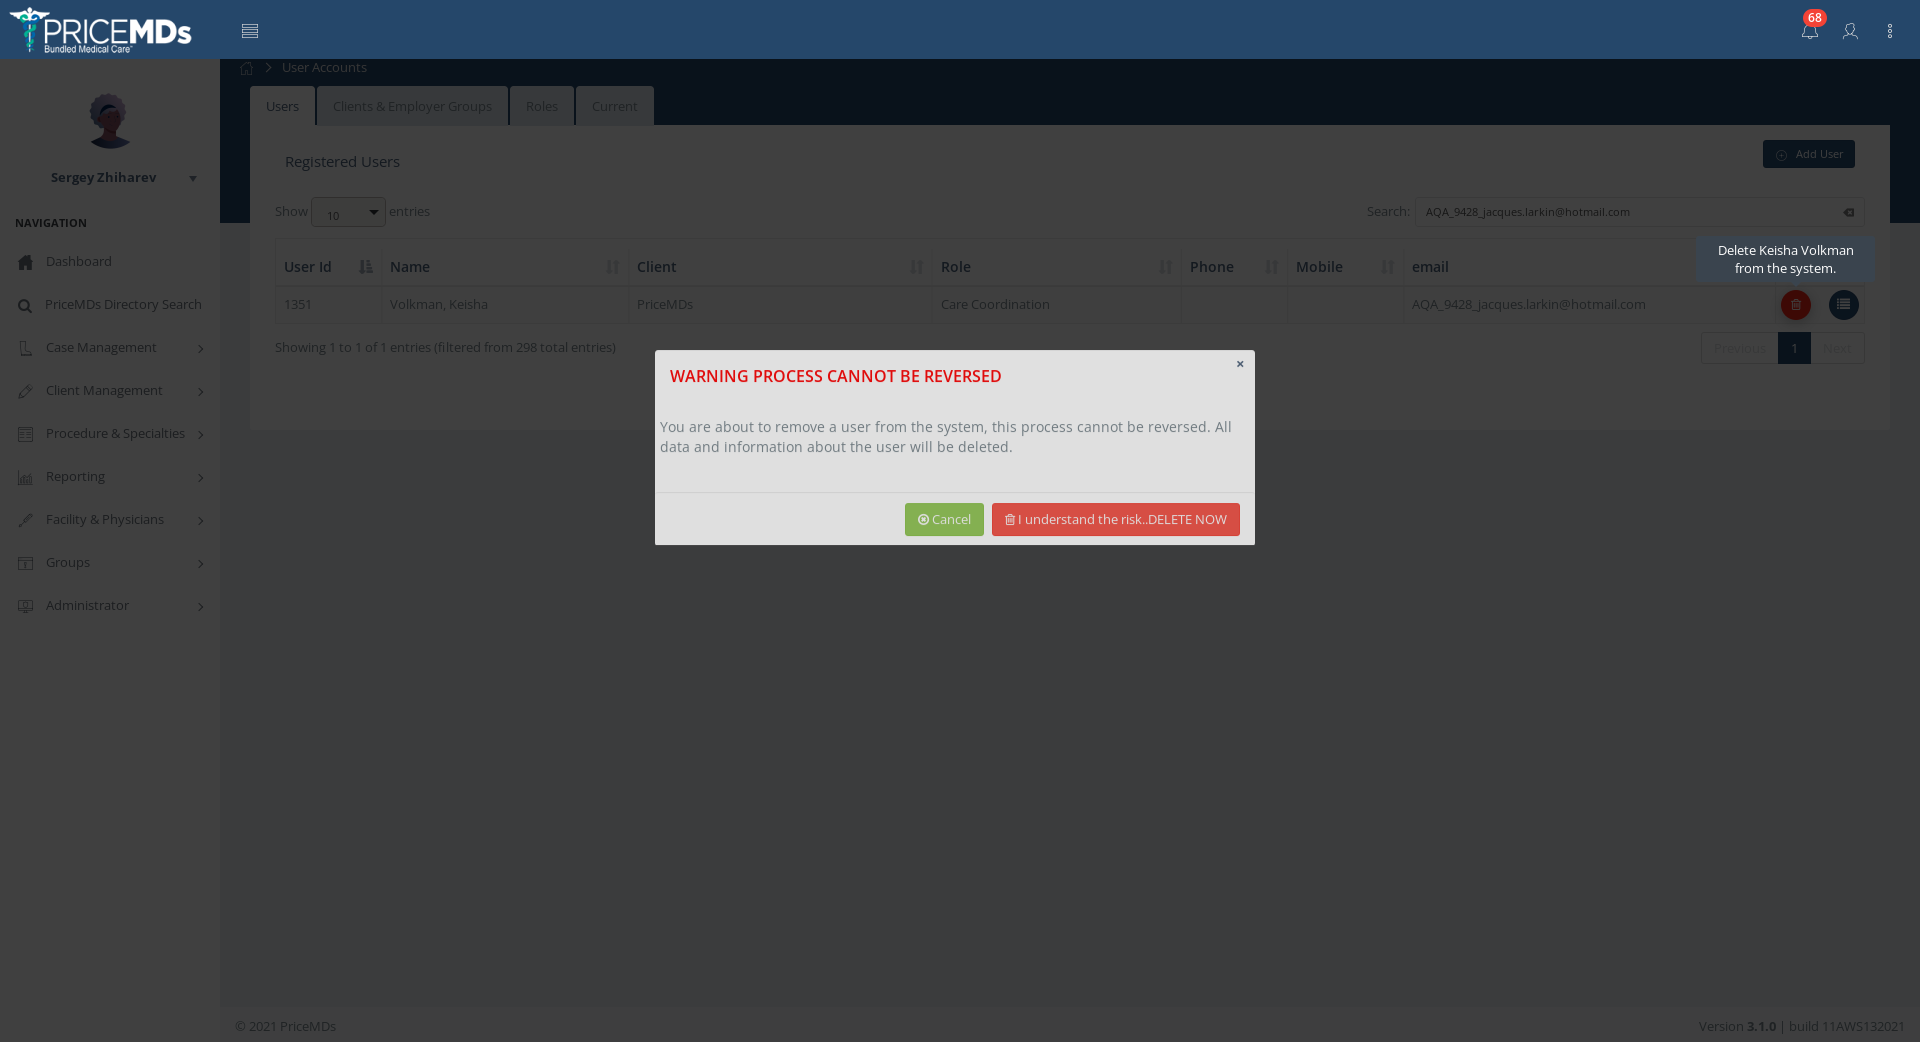 PRICEMDs
Bundled Medical Care
68
User Accounts
Users
Clients & Employer Groups
Roles
Current
Sergey Zhiharev
NAVIGATION
Dashboard
PriceMDs Directory Search
Case Management
Client Management
Procedure & Specialties
Reporting
Facility & Physicians
Groups
Administrator
Registered Users
Add User
Show 10 entries
Search: AQA_9428_jacques.larkin@hotmail.com
Delete Keisha Volkman
from the system.
User Id Name Client Role Phone Mobile email
1351 Volkman, Keisha PriceMDs Care Coordination AQA_9428_jacques.larkin@hotmail.com
Showing 1 to 1 of 1 entries (filtered from 298 total entries)
Previous 1 Next
×
WARNING PROCESS CANNOT BE REVERSED
You are about to remove a user from the system, this process cannot be reversed. All
data and information about the user will be deleted.
Cancel
I understand the risk..DELETE NOW
© 2021 PriceMDs
Version 3.1.0 | build 11AWS132021